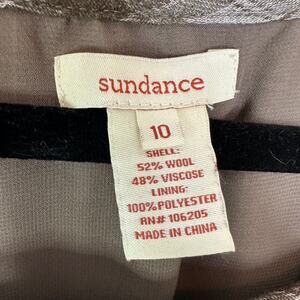 sundance
10
SHELL:
52% WOOL
48% VISCOSE
LINING:
100% POLYESTER
RN# 106205
MADE IN CHINA